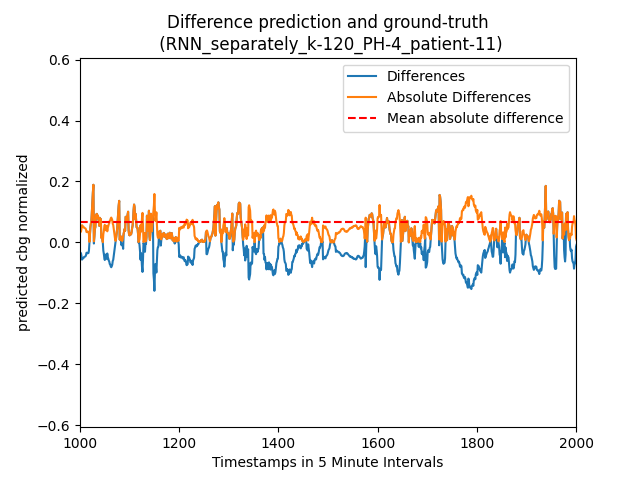 Difference prediction and ground-truth
(RNN_separately_k-120_PH-4_patient-11)
Differences
Absolute Differences
Mean absolute difference
predicted cbg normalized
0.6
0.4
0.2
0.0
−0.2
−0.4
−0.6
1000 1200 1400 1600 1800 2000
Timestamps in 5 Minute Intervals